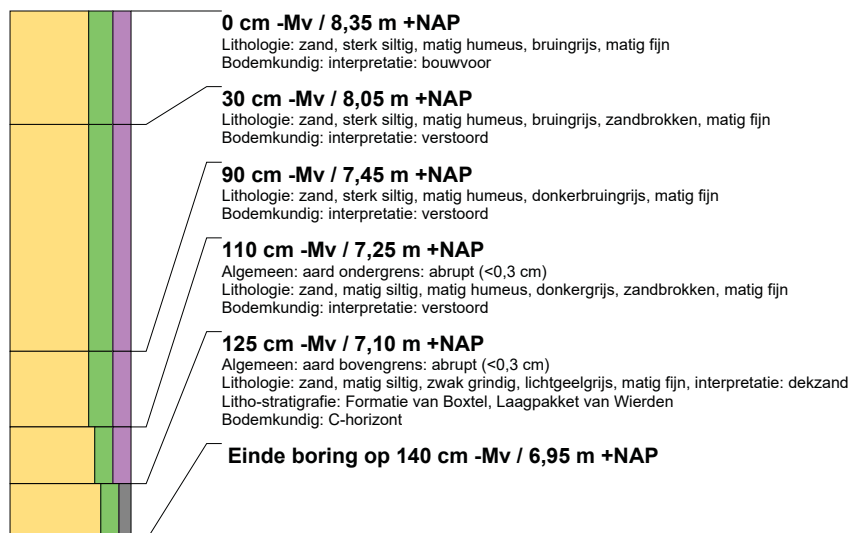 0 cm -Mv / 8,35 m +NAP
Lithologie: zand, sterk siltig, matig humeus, bruingrijs, matig fijn
Bodemkundig: interpretatie: bouwvoor
30 cm -Mv / 8,05 m +NAP
Lithologie: zand, sterk siltig, matig humeus, bruingrijs, zandbrokken, matig fijn
Bodemkundig: interpretatie: verstoord
90 cm -Mv / 7,45 m +NAP
Lithologie: zand, sterk siltig, matig humeus, donkerbruingrijs, matig fijn
Bodemkundig: interpretatie: verstoord
110 cm -Mv / 7,25 m +NAP
Algemeen: aard ondergrens: abrupt (<0,3 cm)
Lithologie: zand, matig siltig, matig humeus, donkergrijs, zandbrokken, matig fijn
Bodemkundig: interpretatie: verstoord
125 cm -Mv / 7,10 m +NAP
Algemeen: aard bovengrens: abrupt (<0,3 cm)
Lithologie: zand, matig siltig, zwak grindig, lichtgeelgrijs, matig fijn, interpretatie: dekzand
Litho-stratigrafie: Formatie van Boxtel, Laagpakket van Wierden
Bodemkundig: C-horizont
Einde boring op 140 cm -Mv / 6,95 m +NAP